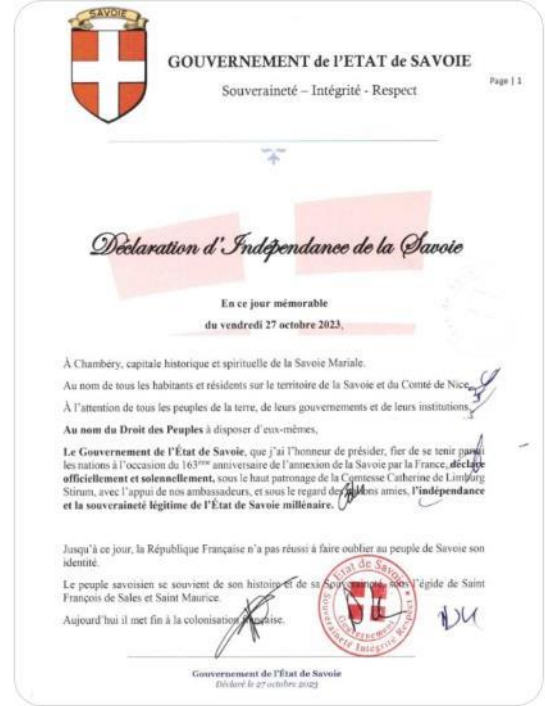 SAVOIE
GOUVERNEMENT de l'ETAT de SAVOIE
Souveraineté – Intégrité - Respect
Page | 1
Déclaration d'Indépendance de la Savoie
En ce jour mémorable
du vendredi 27 octobre 2023,
À Chambéry, capitale historique et spirituelle de la Savoie Mariale.
Au nom de tous les habitants et résidents sur le territoire de la Savoie et du Comté de Nice,
À l'attention de tous les peuples de la terre, de leurs gouvernements et de leurs institutions,
Au nom du Droit des Peuples à disposer d'eux-mêmes,
Le Gouvernement de l'État de Savoie, que j'ai l'honneur de présider, fier de se tenir parmi
les nations à l'occasion du 163ème anniversaire de l'annexion de la Savoie par la France, déclare
officiellement et solennellement, sous le haut patronage de la Comtesse Catherine de Limburg
Stirum, avec l'appui de nos ambassadeurs, et sous le regard des nations amies, l'indépendance
et la souveraineté légitime de l'État de Savoie millénaire.
Jusqu'à ce jour, la République Française n'a pas réussi à faire oublier au peuple de Savoie son
identité.
Le peuple savoisien se souvient de son histoire et de sa Souveraineté, sous l'égide de Saint
François de Sales et Saint Maurice.
Aujourd'hui il met fin à la colonisation française.
Etat de Savoie
Gouvernement
Souveraineté Intégrité Respect
Gouvernement de l'État de Savoie
Déclaré le 27 octobre 2023